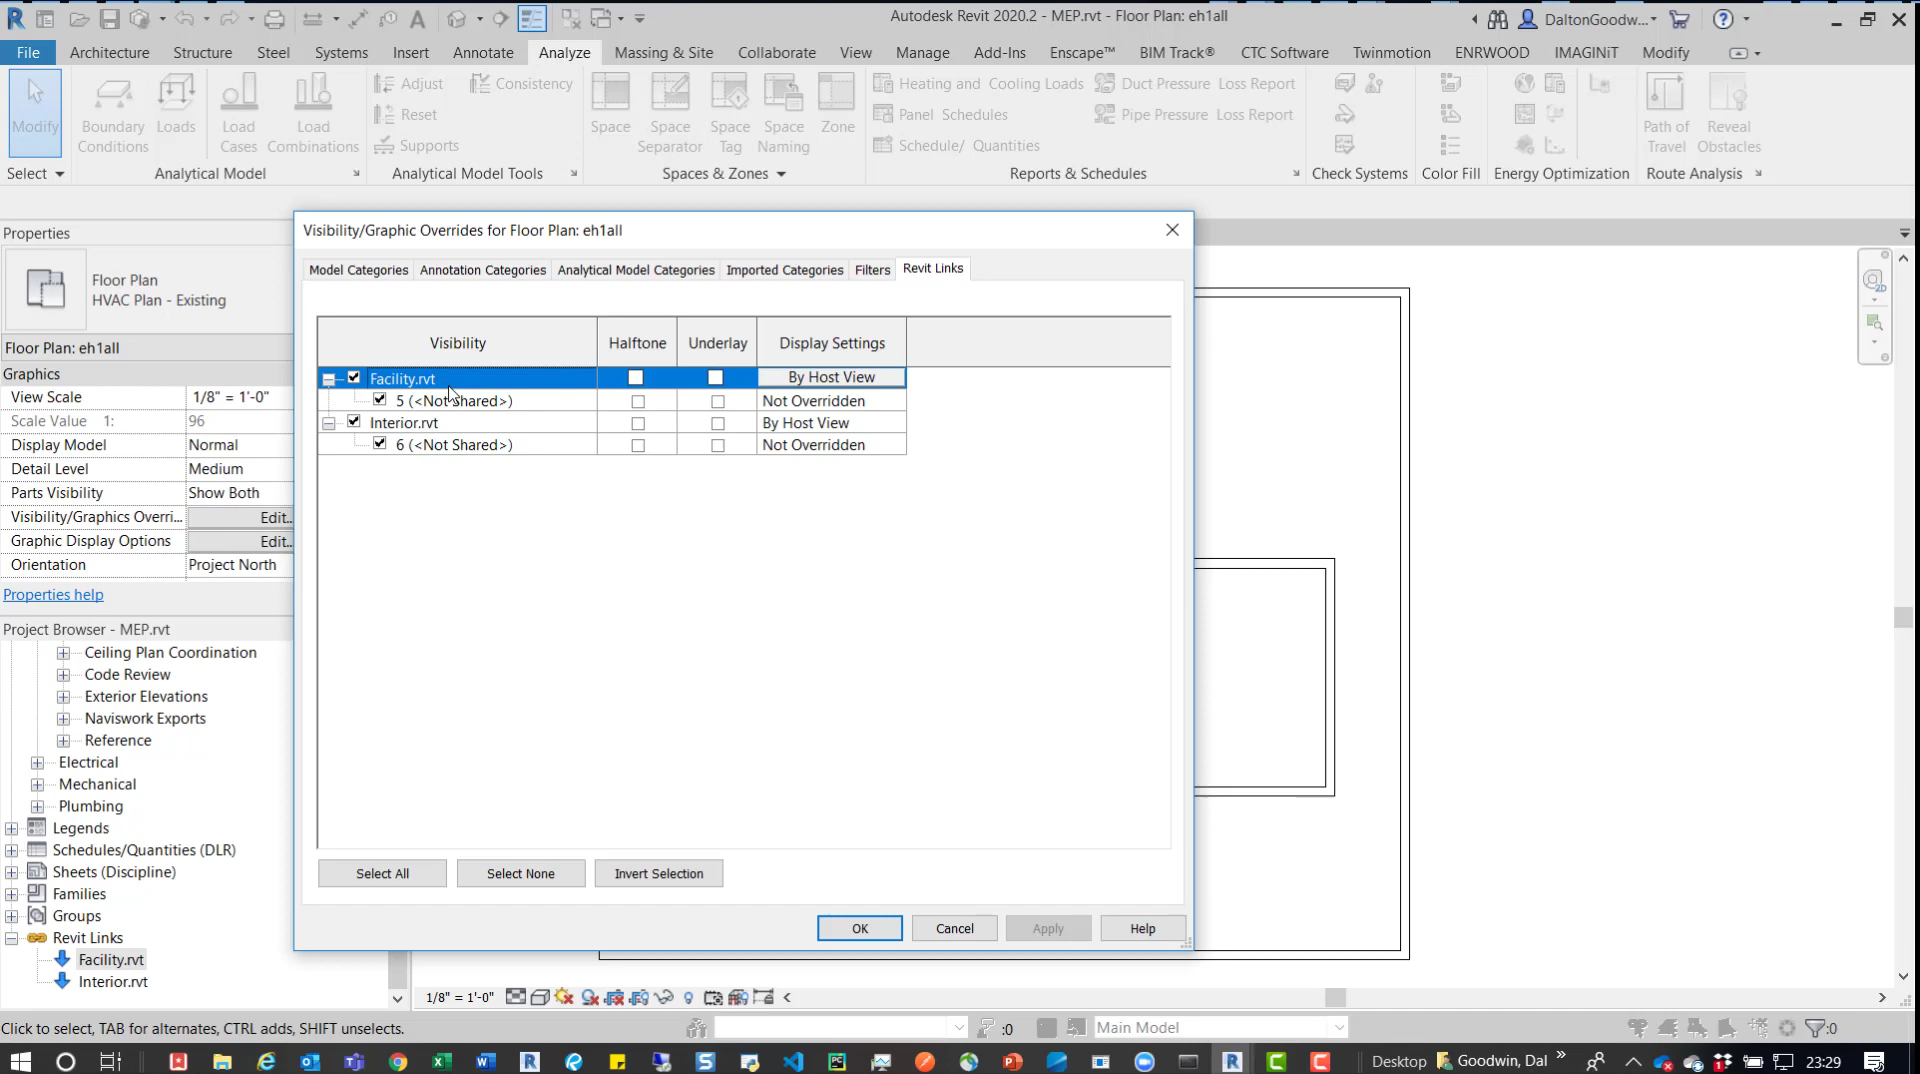 Autodesk Revit 2020.2 - MEP.rvt - Floor Plan: eh1all
DaltonGoodw...
File Architecture Structure Steel Systems Insert Annotate Analyze Massing & Site Collaborate View Manage Add-Ins Enscape™ BIM Track® CTC Software Twinmotion ENRWOOD IMAGINiT Modify
Modify
Boundary Conditions
Loads
Load Cases
Load Combinations
Adjust
Consistency
Reset
Supports
Space
Space Separator
Space Tag
Space Naming
Zone
Heating and Cooling Loads
Duct Pressure Loss Report
Panel Schedules
Pipe Pressure Loss Report
Schedule/ Quantities
Path of Travel
Reveal Obstacles
Select Analytical Model Analytical Model Tools Spaces & Zones Reports & Schedules Check Systems Color Fill Energy Optimization Route Analysis
Properties
Floor Plan
HVAC Plan - Existing
Floor Plan: eh1all
Graphics
View Scale 1/8" = 1'-0"
Scale Value 1: 96
Display Model Normal
Detail Level Medium
Parts Visibility Show Both
Visibility/Graphics Overri... Edit..
Graphic Display Options Edit..
Orientation Project North
Properties help
Project Browser - MEP.rvt
Ceiling Plan Coordination
Code Review
Exterior Elevations
Naviswork Exports
Reference
Electrical
Mechanical
Plumbing
Legends
Schedules/Quantities (DLR)
Sheets (Discipline)
Families
Groups
Revit Links
Facility.rvt
Interior.rvt
Visibility/Graphic Overrides for Floor Plan: eh1all
Model Categories Annotation Categories Analytical Model Categories Imported Categories Filters Revit Links
Visibility Halftone Underlay Display Settings
Facility.rvt By Host View
5 (<Not Shared>) Not Overridden
Interior.rvt By Host View
6 (<Not Shared>) Not Overridden
Select All Select None Invert Selection
OK Cancel Apply Help
2D
1/8" = 1'-0"
Click to select, TAB for alternates, CTRL adds, SHIFT unselects.
:0
Main Model
:0
Desktop
Goodwin, Dal
23:29